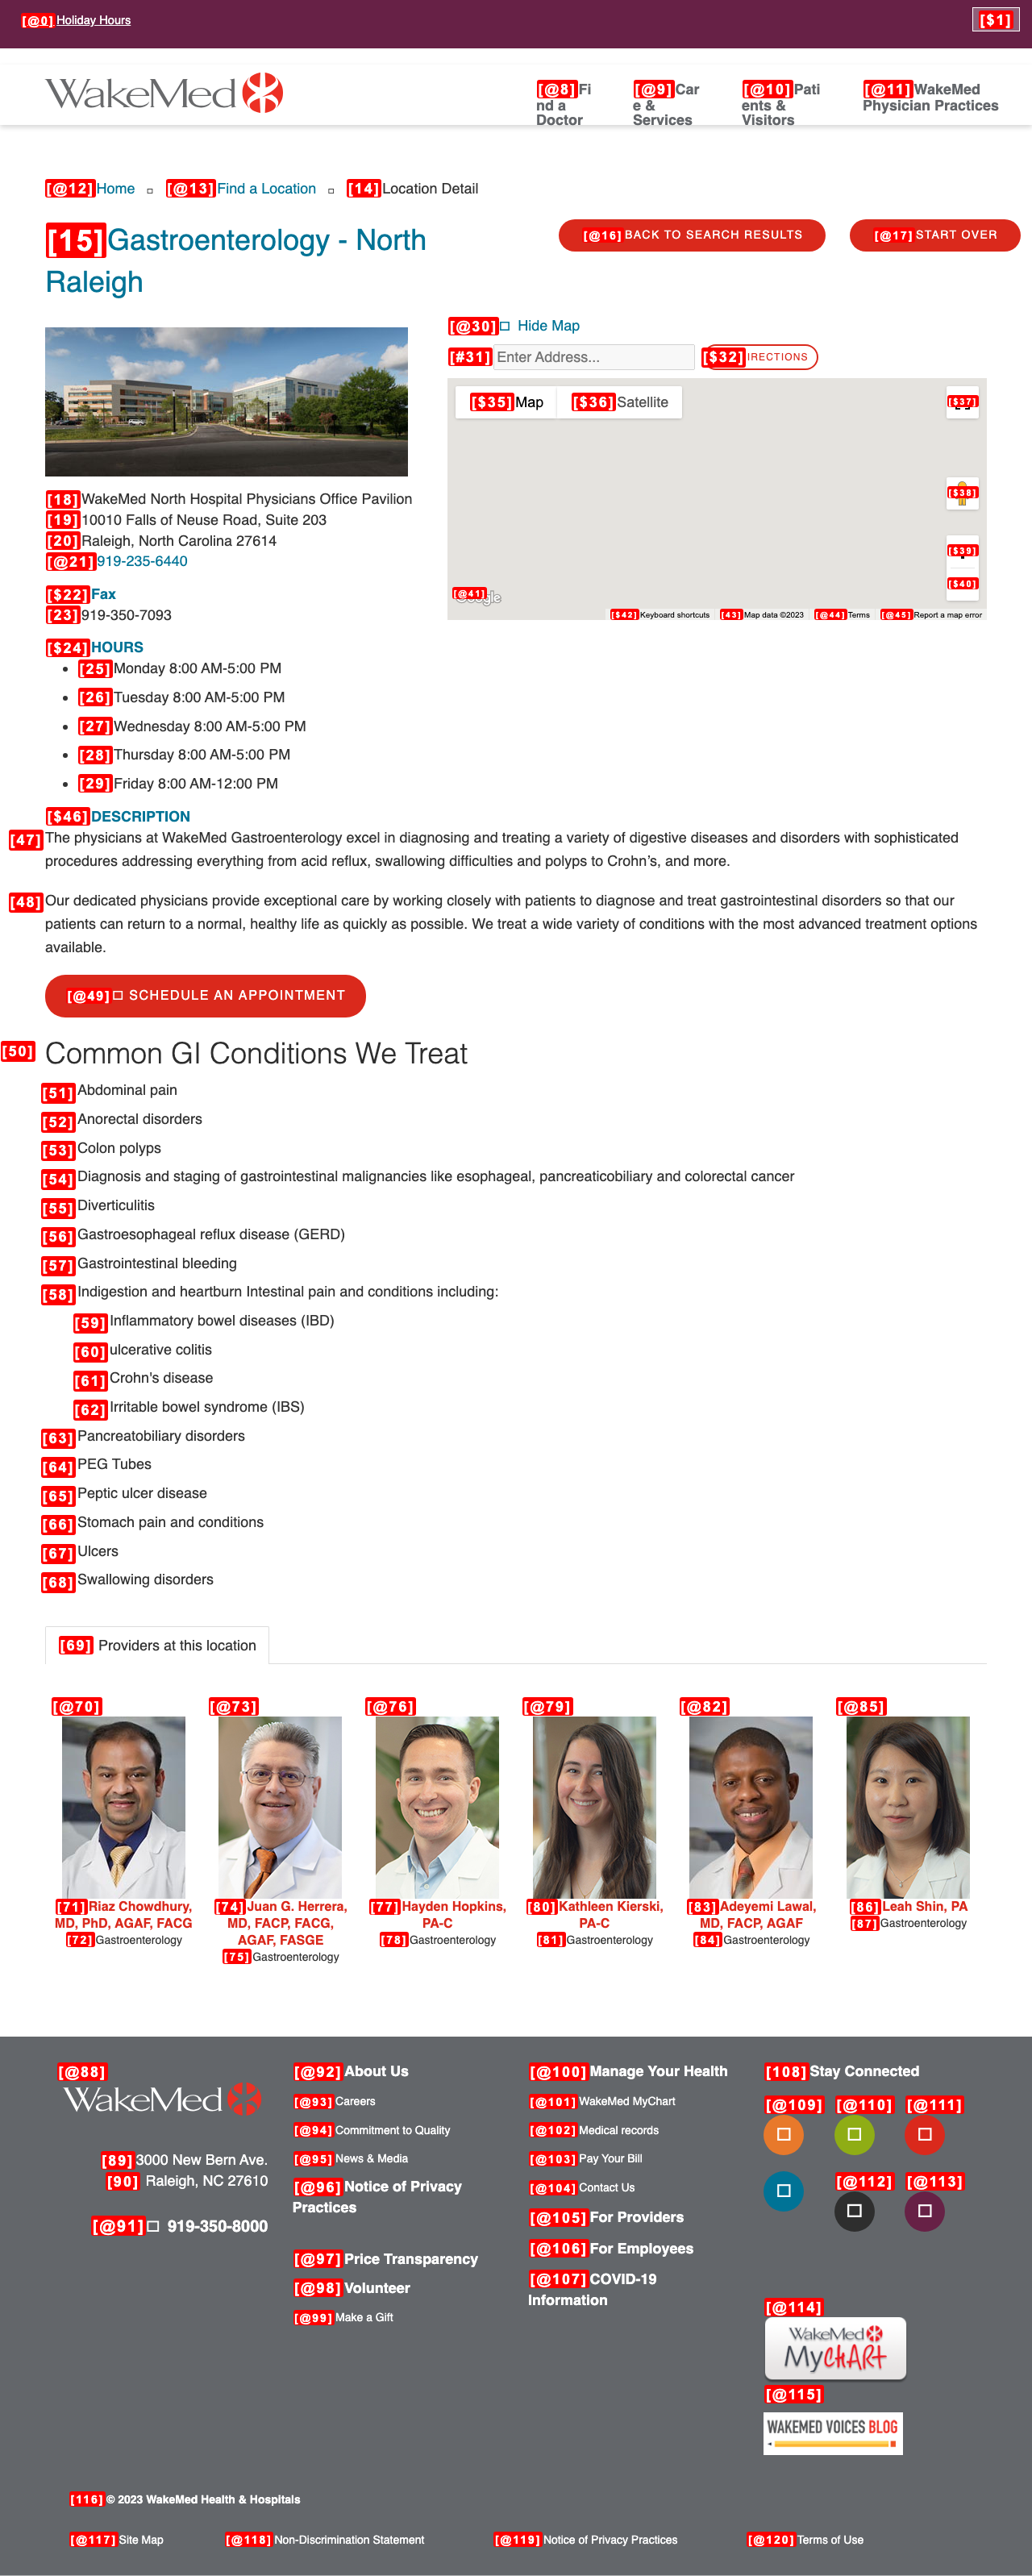 [@0] Holiday Hours
[$1]
WakeMed
[@8]Fi
nd a
Doctor
[@9]Car
e &
Services
[@10]Pati
ents &
Visitors
[@11]WakeMed
Physician Practices
[@12]Home
[@13]Find a Location
[14]Location Detail
[15]Gastroenterology - North
Raleigh
[@16]BACK TO SEARCH RESULTS
[@17]START OVER
[@30] Hide Map
[#31] Enter Address...
[$32]IRECTIONS
[$35]Map
[$36]Satellite
[$37]
[$38]
[$39]
[$40]
[@41]
Google
[$42]Keyboard shortcuts
[43]Map data ©2023
[@44]Terms
[@45]Report a map error
[18]WakeMed North Hospital Physicians Office Pavilion
[19]10010 Falls of Neuse Road, Suite 203
[20]Raleigh, North Carolina 27614
[@21]919-235-6440
[$22]Fax
[23]919-350-7093
[$24]HOURS
[25]Monday 8:00 AM-5:00 PM
[26]Tuesday 8:00 AM-5:00 PM
[27]Wednesday 8:00 AM-5:00 PM
[28]Thursday 8:00 AM-5:00 PM
[29]Friday 8:00 AM-12:00 PM
[$46]DESCRIPTION
[47]The physicians at WakeMed Gastroenterology excel in diagnosing and treating a variety of digestive diseases and disorders with sophisticated
procedures addressing everything from acid reflux, swallowing difficulties and polyps to Crohn's, and more.
[48]Our dedicated physicians provide exceptional care by working closely with patients to diagnose and treat gastrointestinal disorders so that our
patients can return to a normal, healthy life as quickly as possible. We treat a wide variety of conditions with the most advanced treatment options
available.
[@49] SCHEDULE AN APPOINTMENT
[50] Common GI Conditions We Treat
[51]Abdominal pain
[52]Anorectal disorders
[53]Colon polyps
[54]Diagnosis and staging of gastrointestinal malignancies like esophageal, pancreaticobiliary and colorectal cancer
[55]Diverticulitis
[56]Gastroesophageal reflux disease (GERD)
[57]Gastrointestinal bleeding
[58]Indigestion and heartburn Intestinal pain and conditions including:
[59]Inflammatory bowel diseases (IBD)
[60]ulcerative colitis
[61]Crohn's disease
[62]Irritable bowel syndrome (IBS)
[63]Pancreatobiliary disorders
[64]PEG Tubes
[65]Peptic ulcer disease
[66]Stomach pain and conditions
[67]Ulcers
[68]Swallowing disorders
[69] Providers at this location
[@70]
[71]Riaz Chowdhury,
MD, PhD, AGAF, FACG
[72]Gastroenterology
[@73]
[74]Juan G. Herrera,
MD, FACP, FACG,
AGAF, FASGE
[75]Gastroenterology
[@76]
[77]Hayden Hopkins,
PA-C
[78]Gastroenterology
[@79]
[80]Kathleen Kierski,
PA-C
[81]Gastroenterology
[@82]
[83]Adeyemi Lawal,
MD, FACP, AGAF
[84]Gastroenterology
[@85]
[86]Leah Shin, PA
[87]Gastroenterology
[@88]
WakeMed
[89]3000 New Bern Ave.
[90] Raleigh, NC 27610
[@91] 919-350-8000
[@92]About Us
[@93]Careers
[@94]Commitment to Quality
[@95]News & Media
[@96]Notice of Privacy
Practices
[@97]Price Transparency
[@98]Volunteer
[@99]Make a Gift
[@100]Manage Your Health
[@101]WakeMed MyChart
[@102]Medical records
[@103]Pay Your Bill
[@104]Contact Us
[@105]For Providers
[@106]For Employees
[@107]COVID-19
Information
[108]Stay Connected
[@109]
[@110]
[@111]
[@112]
[@113]
[@114]
WakeMed
MyChART
[@115]
WAKEMED VOICES BLOG
[116]© 2023 WakeMed Health & Hospitals
[@117]Site Map
[@118]Non-Discrimination Statement
[@119]Notice of Privacy Practices
[@120]Terms of Use